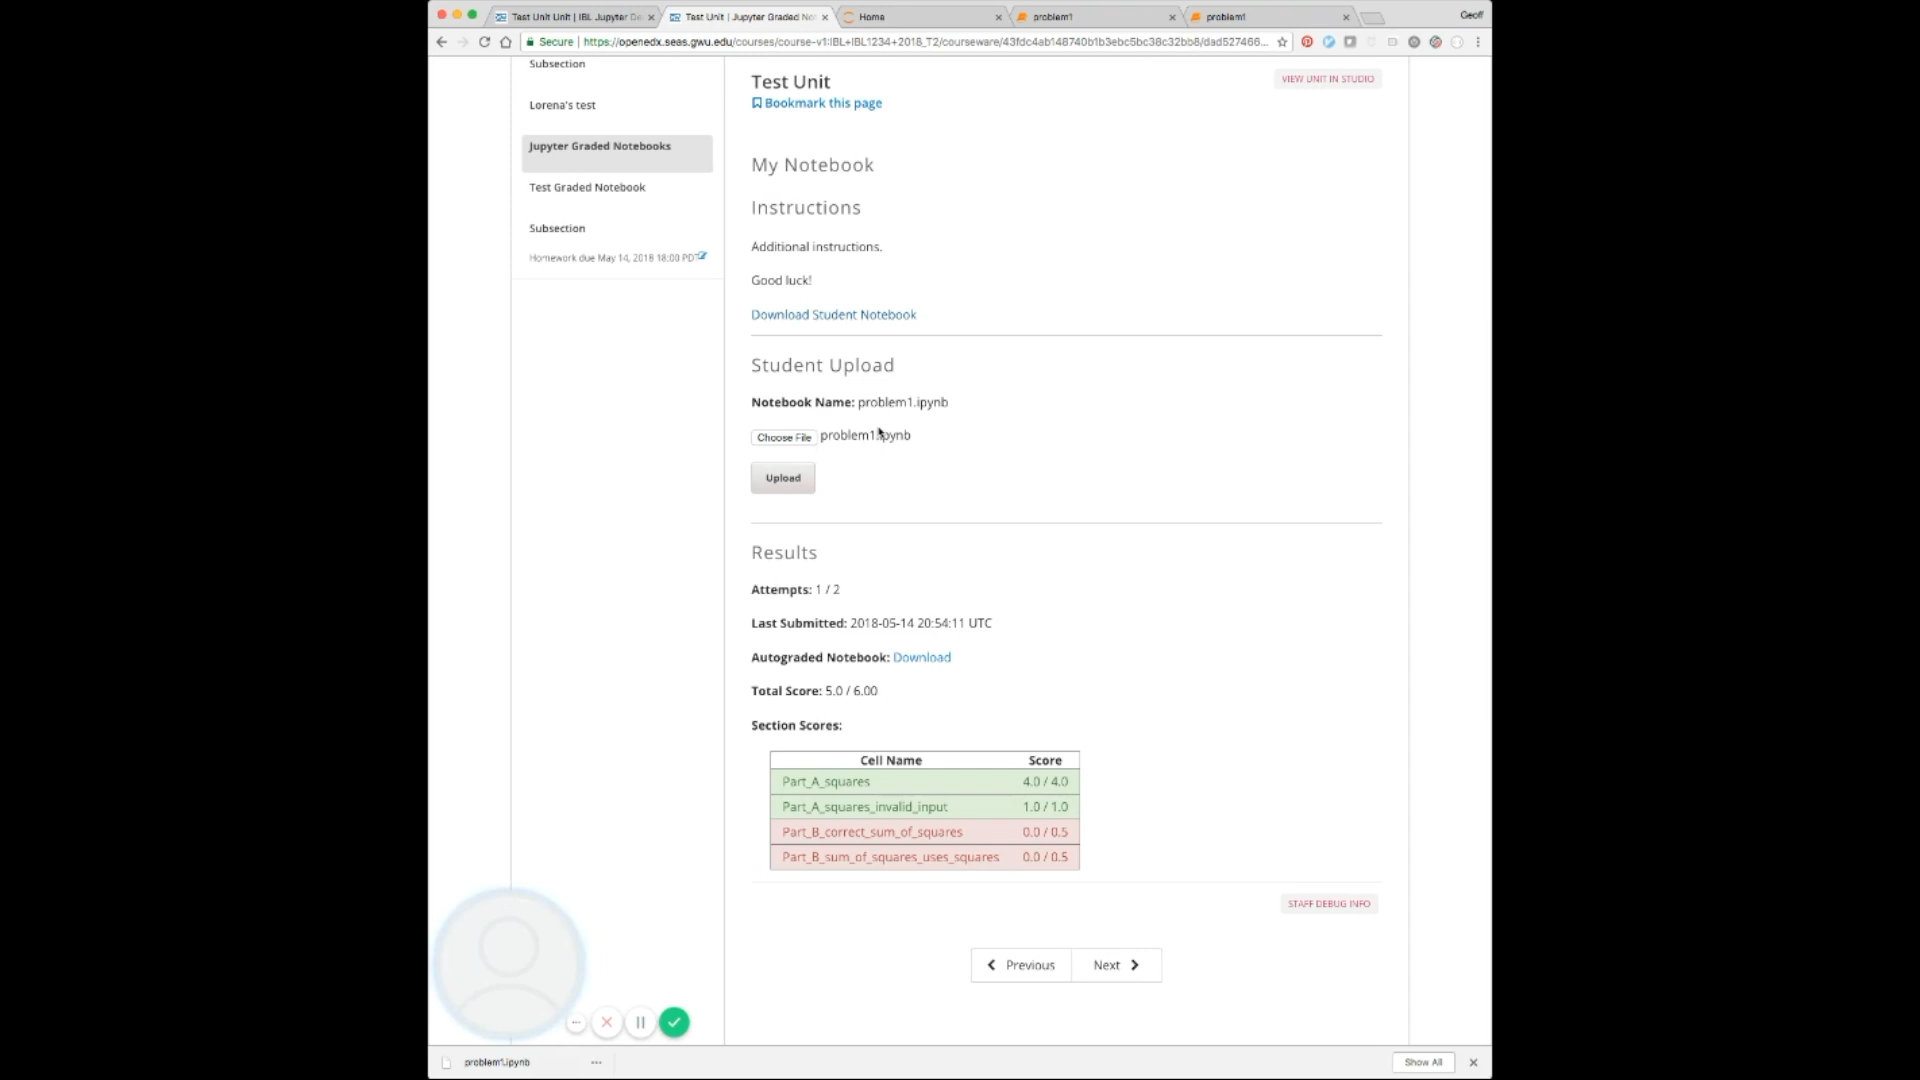 Test Unit Unit | IBL Jupyter De
Test Unit | Jupyter Graded Not
Home
problem1
problem1
Geoff
Secure
https://openedx.seas.gwu.edu/courses/course-v1:IBL+IBL1234+2018_T2/courseware/43fdc4ab148740b1b3ebc5bc38c32bb8/dad527466...
Subsection
Lorena's test
Jupyter Graded Notebooks
Test Graded Notebook
Subsection
Homework due May 14, 2018 18:00 PDT
Test Unit
VIEW UNIT IN STUDIO
Bookmark this page
My Notebook
Instructions
Additional instructions.
Good luck!
Download Student Notebook
Student Upload
Notebook Name: problem1.ipynb
Choose File problem1.ipynb
Upload
Results
Attempts: 1 / 2
Last Submitted: 2018-05-14 20:54:11 UTC
Autograded Notebook: Download
Total Score: 5.0 / 6.00
Section Scores:
Cell Name Score
Part_A_squares 4.0 / 4.0
Part_A_squares_invalid_input 1.0 / 1.0
Part_B_correct_sum_of_squares 0.0 / 0.5
Part_B_sum_of_squares_uses_squares 0.0 / 0.5
STAFF DEBUG INFO
Previous
Next
problem1.ipynb
Show All